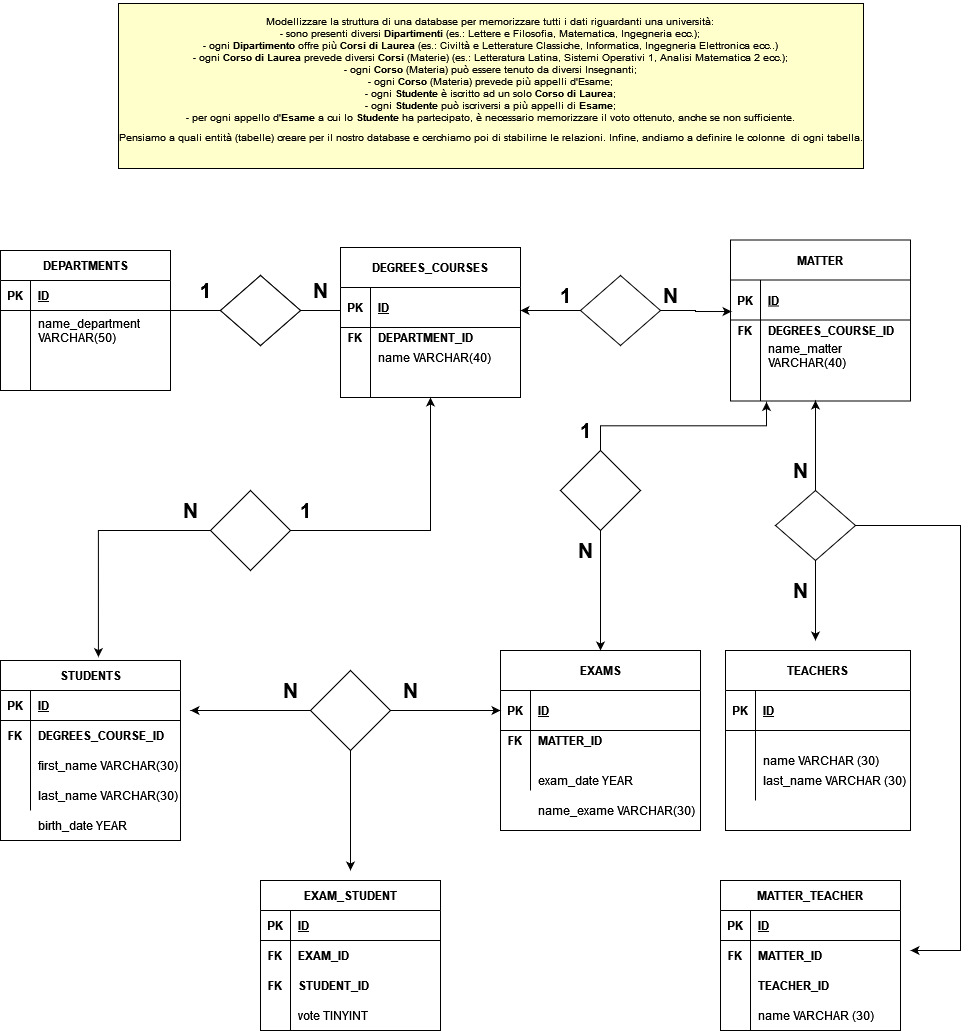 Modellizzare la struttura di una database per memorizzare tutti i dati riguardanti una università:
- sono presenti diversi Dipartimenti (es.: Lettere e Filosofia, Matematica, Ingegneria ecc.);
- ogni Dipartimento offre più Corsi di Laurea (es.: Civiltà e Letterature Classiche, Informatica, Ingegneria Elettronica ecc..)
- ogni Corso di Laurea prevede diversi Corsi (Materie) (es.: Letteratura Latina, Sistemi Operativi 1, Analisi Matematica 2 ecc.);
- ogni Corso (Materia) può essere tenuto da diversi Insegnanti;
- ogni Corso (Materia) prevede più appelli d'Esame;
- ogni Studente è iscritto ad un solo Corso di Laurea;
- ogni Studente può iscriversi a più appelli di Esame;
- per ogni appello d'Esame a cui lo Studente ha partecipato, è necessario memorizzare il voto ottenuto, anche se non sufficiente.
Pensiamo a quali entità (tabelle) creare per il nostro database e cerchiamo poi di stabilirne le relazioni. Infine, andiamo a definire le colonne di ogni tabella.
DEPARTMENTS
PK ID
name_department
VARCHAR(50)
1
N
DEGREES_COURSES
PK ID
FK DEPARTMENT_ID
name VARCHAR(40)
1
N
MATTER
PK ID
FK DEGREES_COURSE_ID
name_matter
VARCHAR(40)
N
1
1
N
N
N
STUDENTS
PK ID
FK DEGREES_COURSE_ID
first_name VARCHAR(30)
last_name VARCHAR(30)
birth_date YEAR
N
N
EXAMS
PK ID
FK MATTER_ID
exam_date YEAR
name_exame VARCHAR(30)
TEACHERS
PK ID
name VARCHAR (30)
last_name VARCHAR (30)
EXAM_STUDENT
PK ID
FK EXAM_ID
FK STUDENT_ID
vote TINYINT
MATTER_TEACHER
PK ID
FK MATTER_ID
TEACHER_ID
name VARCHAR (30)